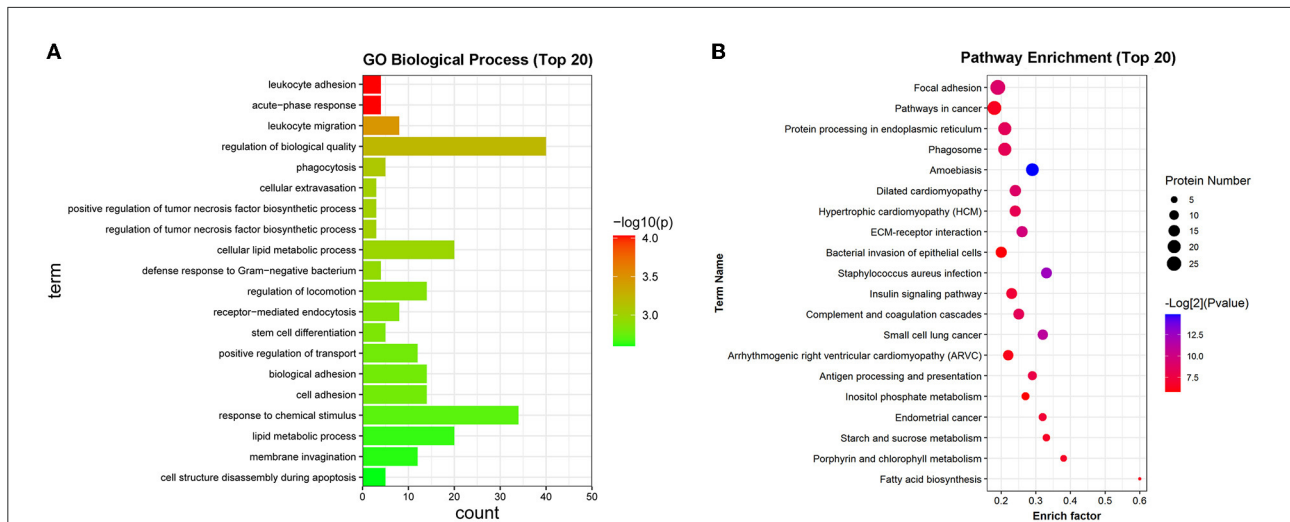 A
GO Biological Process (Top 20)
term
leukocyte adhesion
acute−phase response
leukocyte migration
regulation of biological quality
phagocytosis
cellular extravasation
positive regulation of tumor necrosis factor biosynthetic process
regulation of tumor necrosis factor biosynthetic process
cellular lipid metabolic process
defense response to Gram−negative bacterium
regulation of locomotion
receptor−mediated endocytosis
stem cell differentiation
positive regulation of transport
biological adhesion
cell adhesion
response to chemical stimulus
lipid metabolic process
membrane invagination
cell structure disassembly during apoptosis
0 10 20 30 40 50
count
−log10(p)
4.0
3.5
3.0
B
Pathway Enrichment (Top 20)
Term Name
Focal adhesion
Pathways in cancer
Protein processing in endoplasmic reticulum
Phagosome
Amoebiasis
Dilated cardiomyopathy
Hypertrophic cardiomyopathy (HCM)
ECM-receptor interaction
Bacterial invasion of epithelial cells
Staphylococcus aureus infection
Insulin signaling pathway
Complement and coagulation cascades
Small cell lung cancer
Arrhythmogenic right ventricular cardiomyopathy (ARVC)
Antigen processing and presentation
Inositol phosphate metabolism
Endometrial cancer
Starch and sucrose metabolism
Porphyrin and chlorophyll metabolism
Fatty acid biosynthesis
0.2 0.3 0.4 0.5 0.6
Enrich factor
Protein Number
5
10
15
20
25
-Log[2](Pvalue)
12.5
10.0
7.5